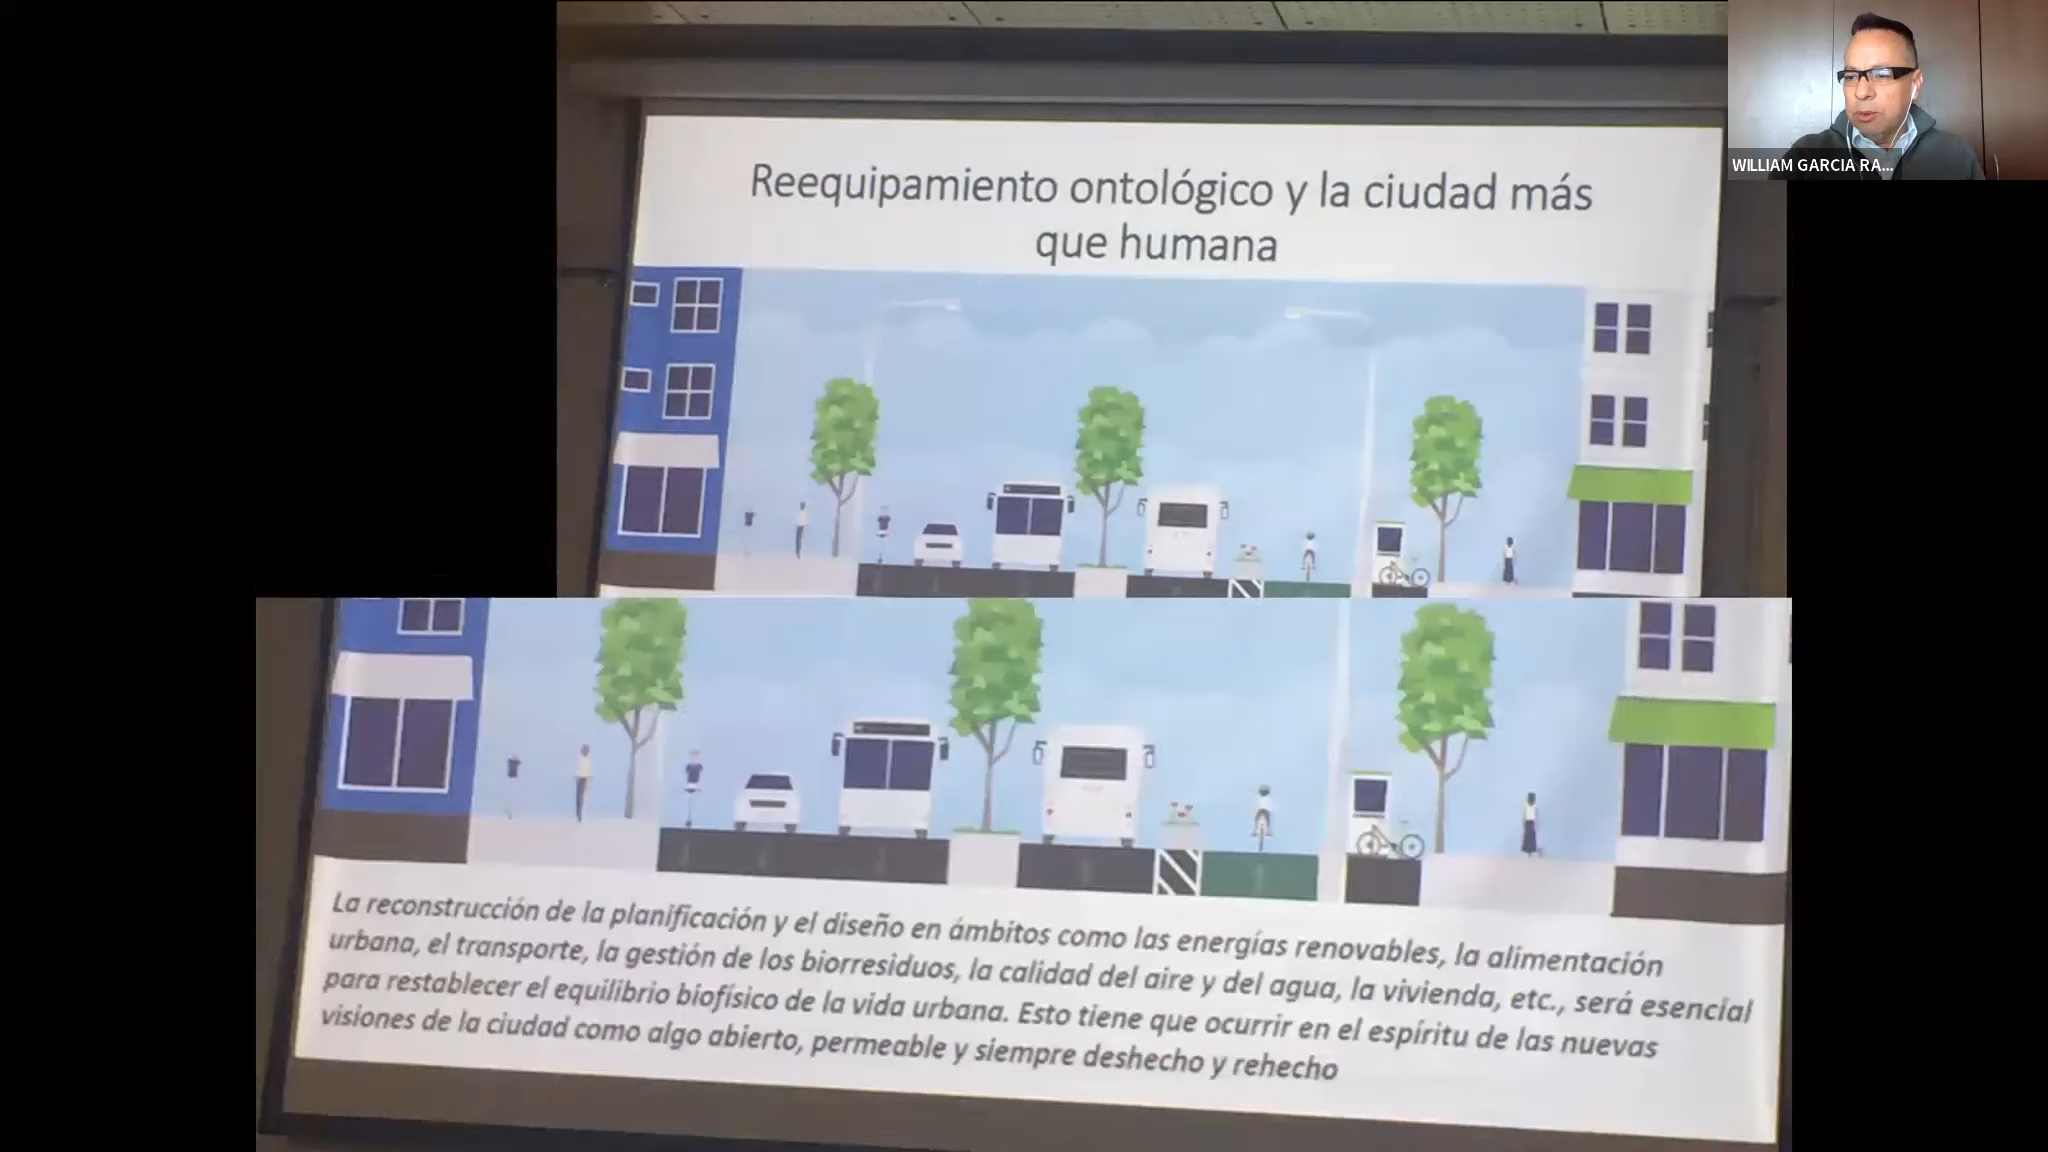 WILLIAM GARCIA RA...
Reequipamiento ontológico y la ciudad más
que humana
La reconstrucción de la planificación y el diseño en ámbitos como las energías renovables, la alimentación
urbana, el transporte, la gestión de los biorresiduos, la calidad del aire y del agua, la vivienda, etc., será esencial
para restablecer el equilibrio biofísico de la vida urbana. Esto tiene que ocurrir en el espíritu de las nuevas
visiones de la ciudad como algo abierto, permeable y siempre deshecho y rehecho